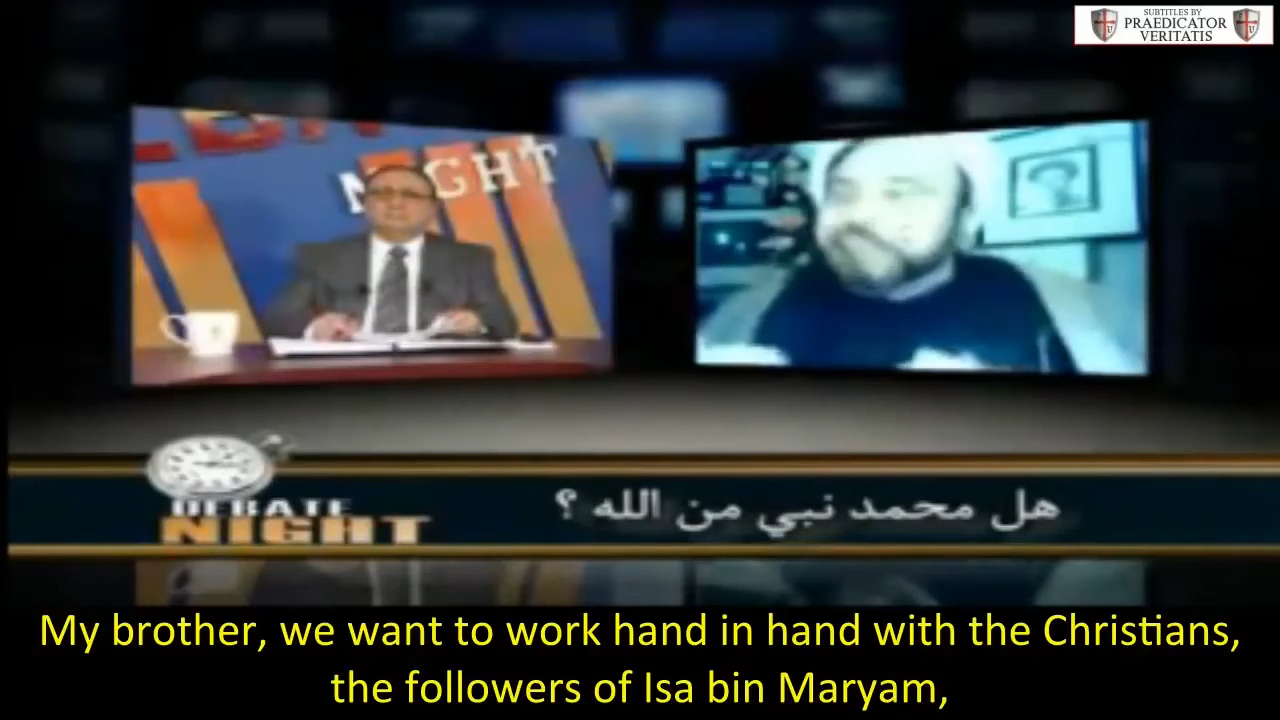 SUBTITLES BY
PRAEDICATOR
VERITATIS
NIGHT
DEBATE
NIGHT
هل محمد نبي من الله ؟
My brother, we want to work hand in hand with the Christians,
the followers of Isa bin Maryam,